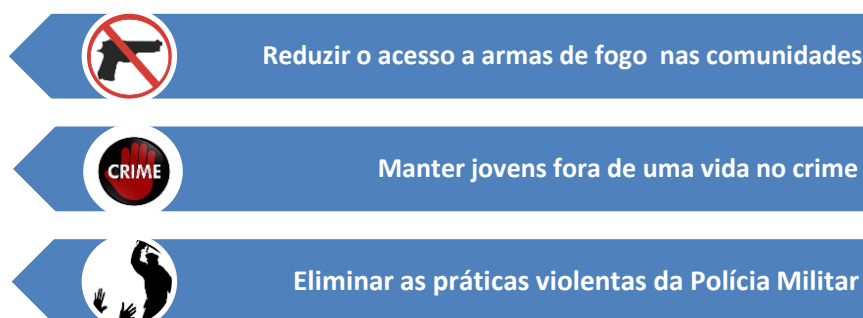 Reduzir o acesso a armas de fogo nas comunidades
CRIME
Manter jovens fora de uma vida no crime
Eliminar as práticas violentas da Polícia Militar